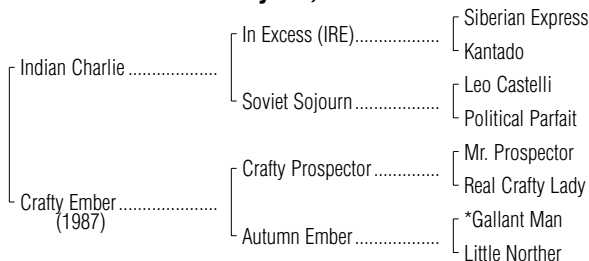 Siberian Express
In Excess (IRE)..................
Kantado
Indian Charlie ....................
Leo Castelli
Soviet Sojourn ...................
Political Parfait
Mr. Prospector
Crafty Prospector ..............
Real Crafty Lady
Crafty Ember .....................
(1987)
*Gallant Man
Autumn Ember ..................
Little Norther